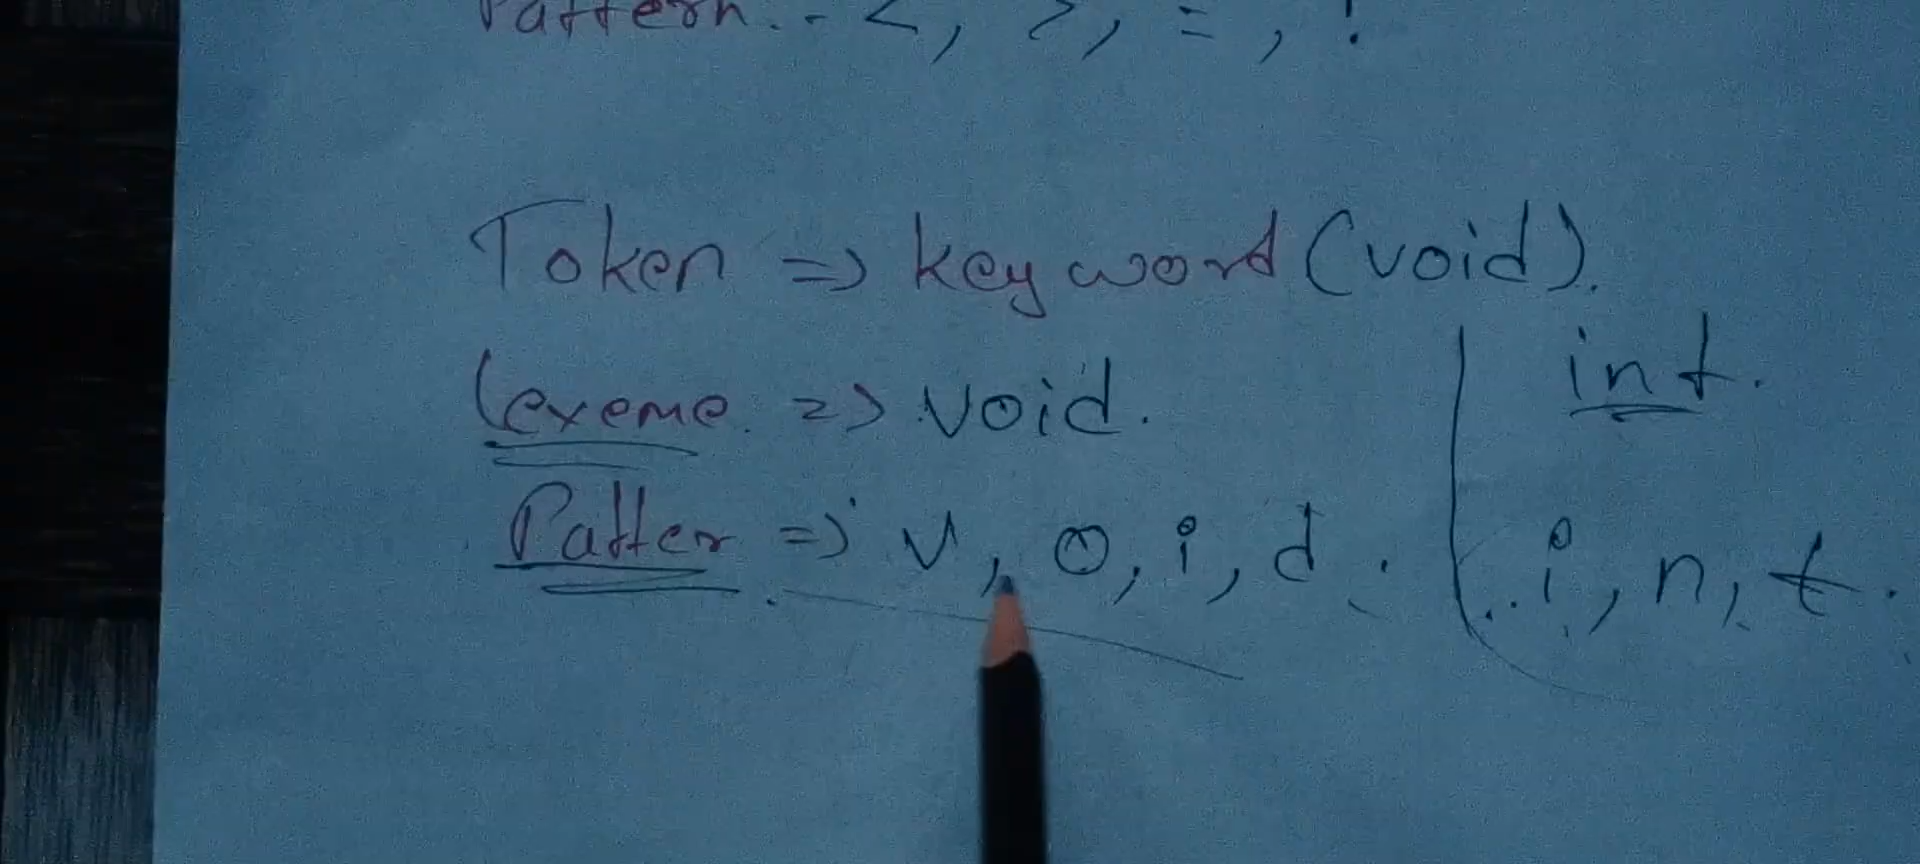 Pattern. - <, >, =, !
Token => keyword (void).
lexeme. => void.
int.
Patter => v, o, i, d.
i, n, t.